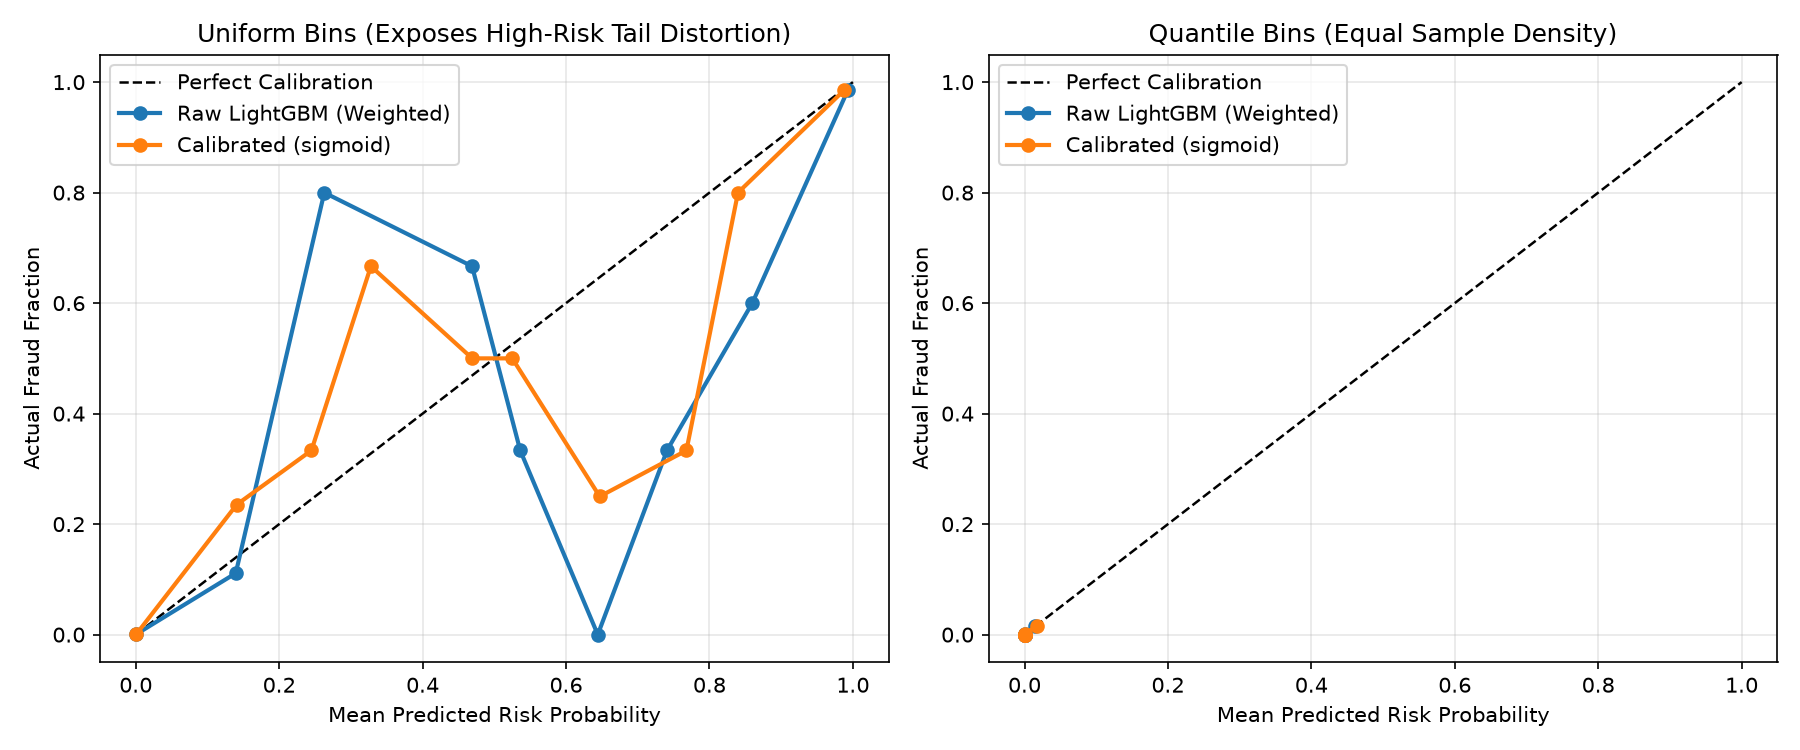 Uniform Bins (Exposes High-Risk Tail Distortion)
Perfect Calibration
Raw LightGBM (Weighted)
Calibrated (sigmoid)
1.0
0.8
0.6
0.4
0.2
0.0
Actual Fraud Fraction
0.0 0.2 0.4 0.6 0.8 1.0
Mean Predicted Risk Probability
Quantile Bins (Equal Sample Density)
Perfect Calibration
Raw LightGBM (Weighted)
Calibrated (sigmoid)
1.0
0.8
0.6
0.4
0.2
0.0
Actual Fraud Fraction
0.0 0.2 0.4 0.6 0.8 1.0
Mean Predicted Risk Probability